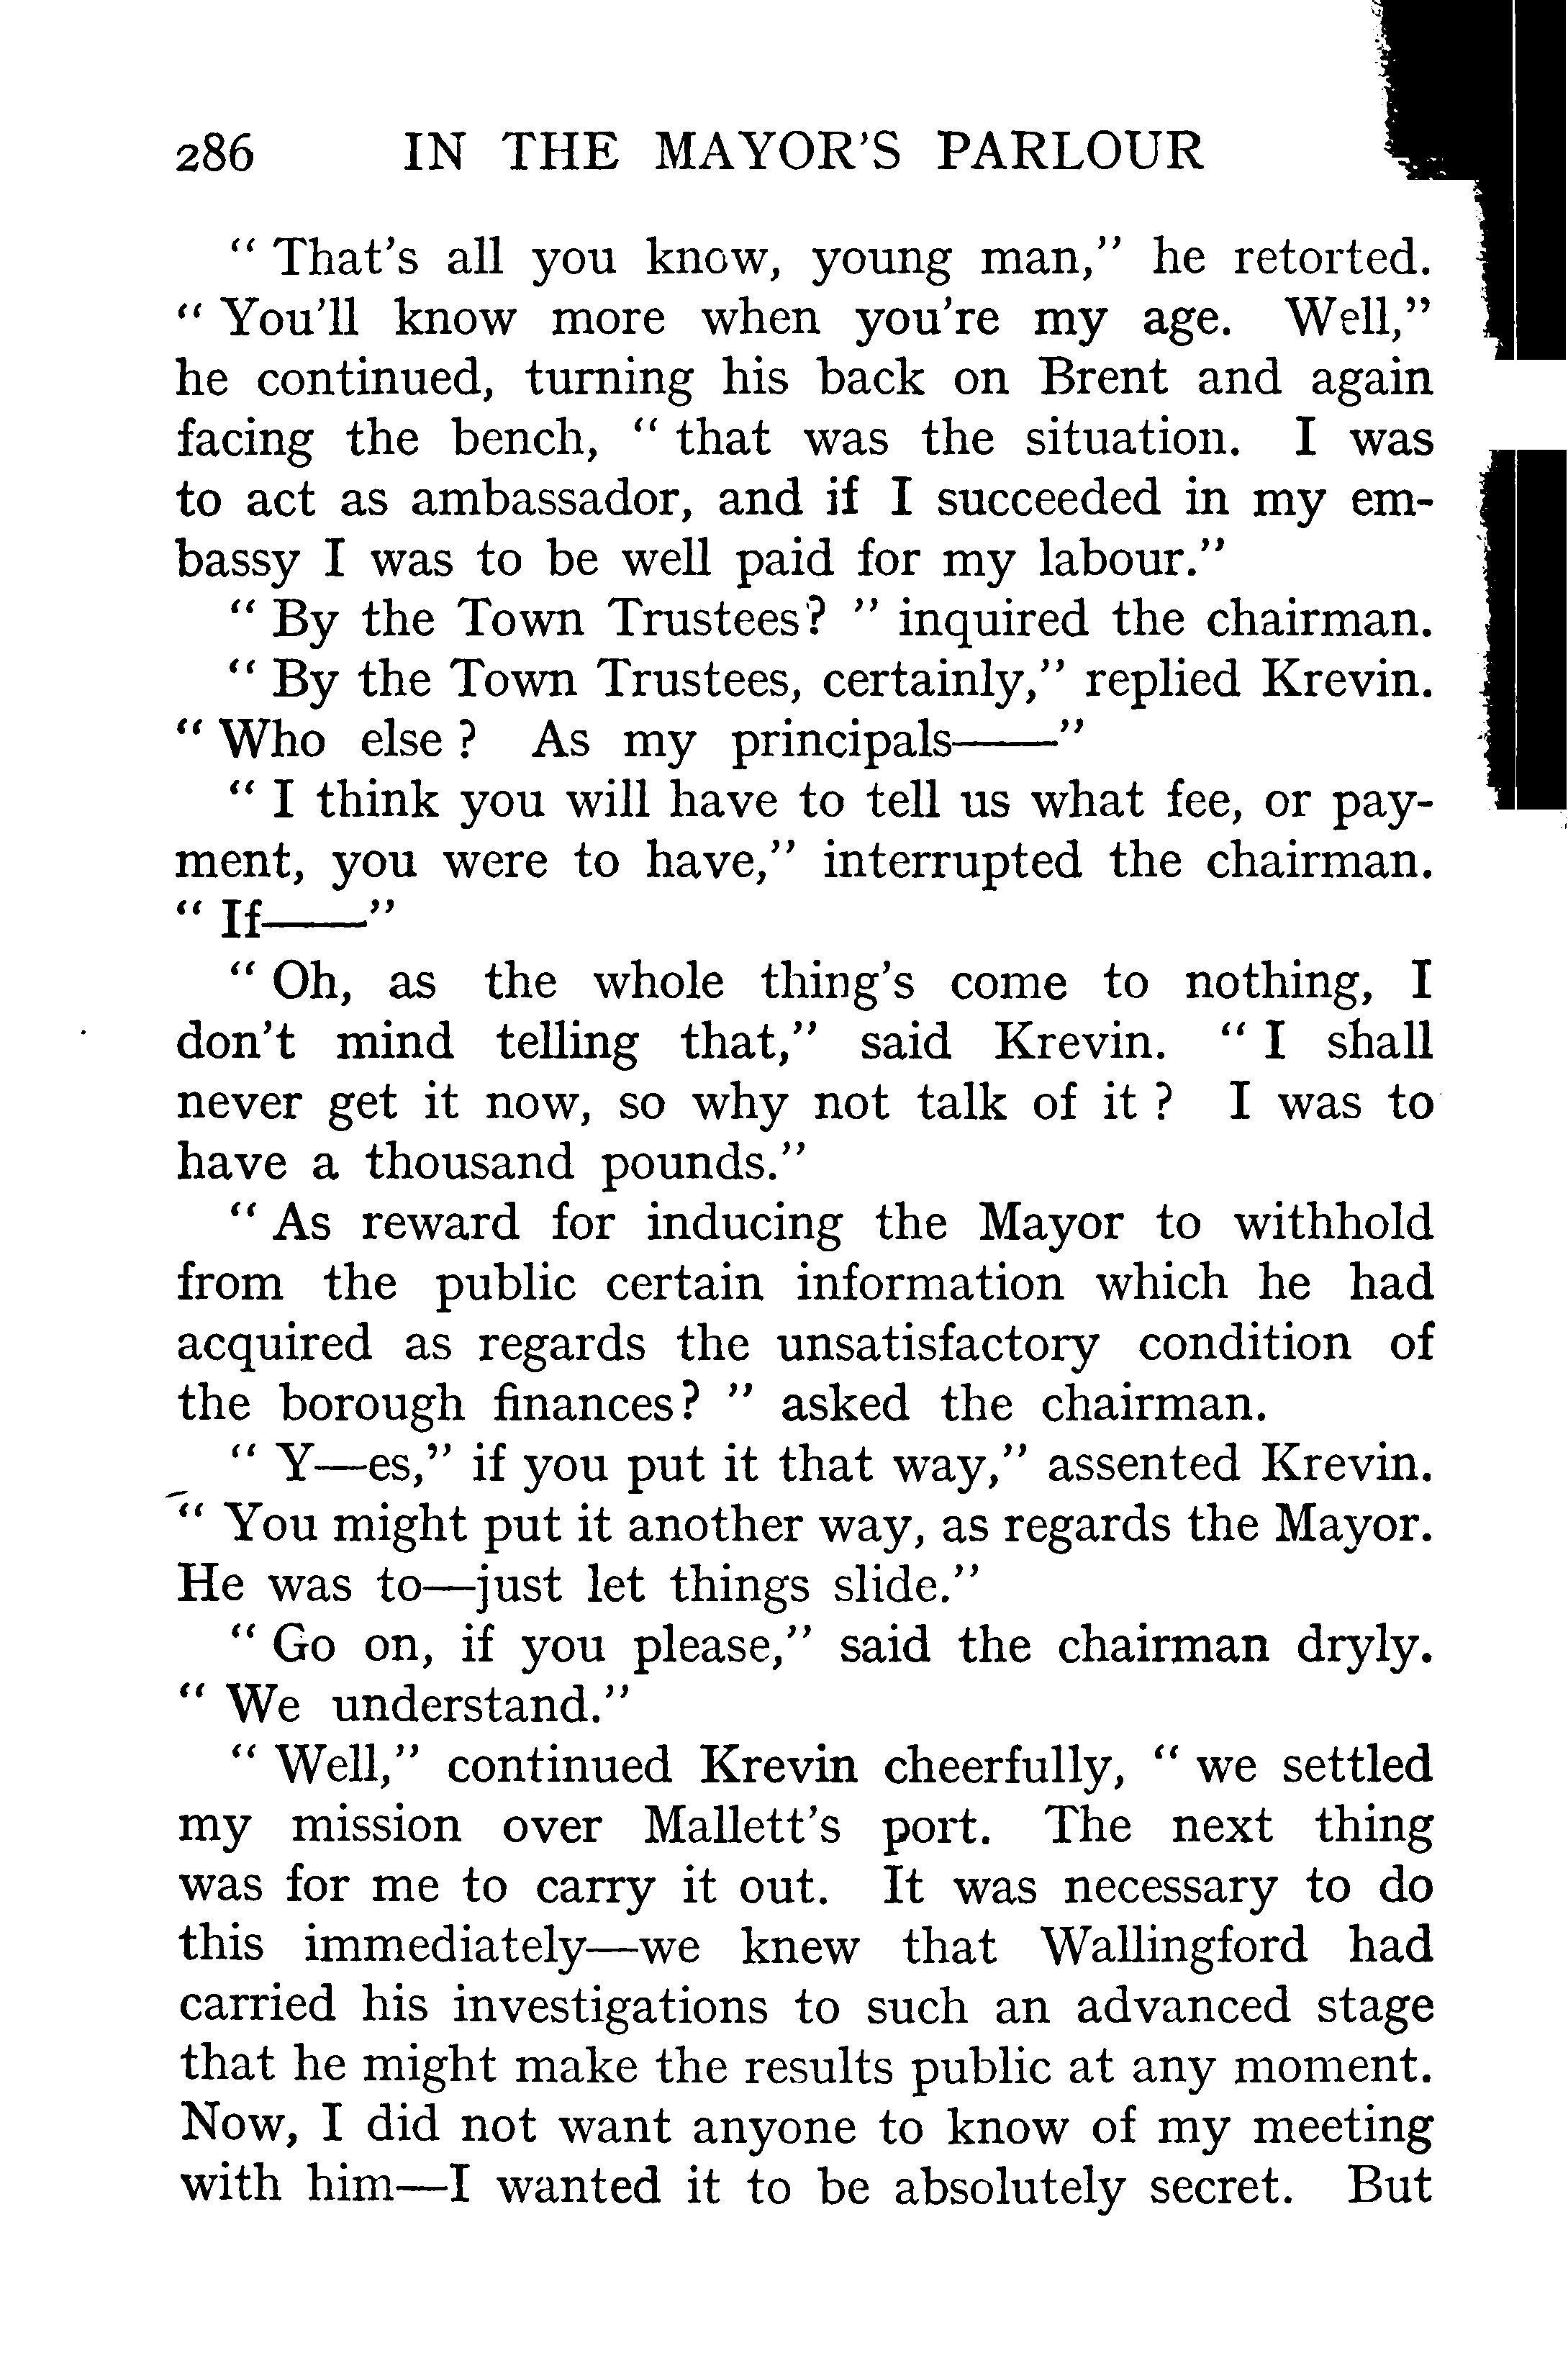 286 IN THE MAYOR'S PARLOUR
“ That's all you know, young man,” he retorted.
“ You'll know more when you're my age. Well,”
he continued, turning his back on Brent and again
facing the bench, “ that was the situation. I was
to act as ambassador, and if I succeeded in my em-
bassy I was to be well paid for my labour.”
“ By the Town Trustees? ” inquired the chairman.
“ By the Town Trustees, certainly,” replied Krevin.
“ Who else ? As my principals——”
“ I think you will have to tell us what fee, or pay-
ment, you were to have,” interrupted the chairman.
“ If——”
“ Oh, as the whole thing's come to nothing, I
don't mind telling that,” said Krevin. “ I shall
never get it now, so why not talk of it ? I was to
have a thousand pounds.”
“ As reward for inducing the Mayor to withhold
from the public certain information which he had
acquired as regards the unsatisfactory condition of
the borough finances? ” asked the chairman.
“ Y—es,” if you put it that way,” assented Krevin.
“ You might put it another way, as regards the Mayor.
He was to—just let things slide.”
“ Go on, if you please,” said the chairman dryly.
“ We understand.”
“ Well,” continued Krevin cheerfully, “ we settled
my mission over Mallett's port. The next thing
was for me to carry it out. It was necessary to do
this immediately—we knew that Wallingford had
carried his investigations to such an advanced stage
that he might make the results public at any moment.
Now, I did not want anyone to know of my meeting
with him—I wanted it to be absolutely secret. But